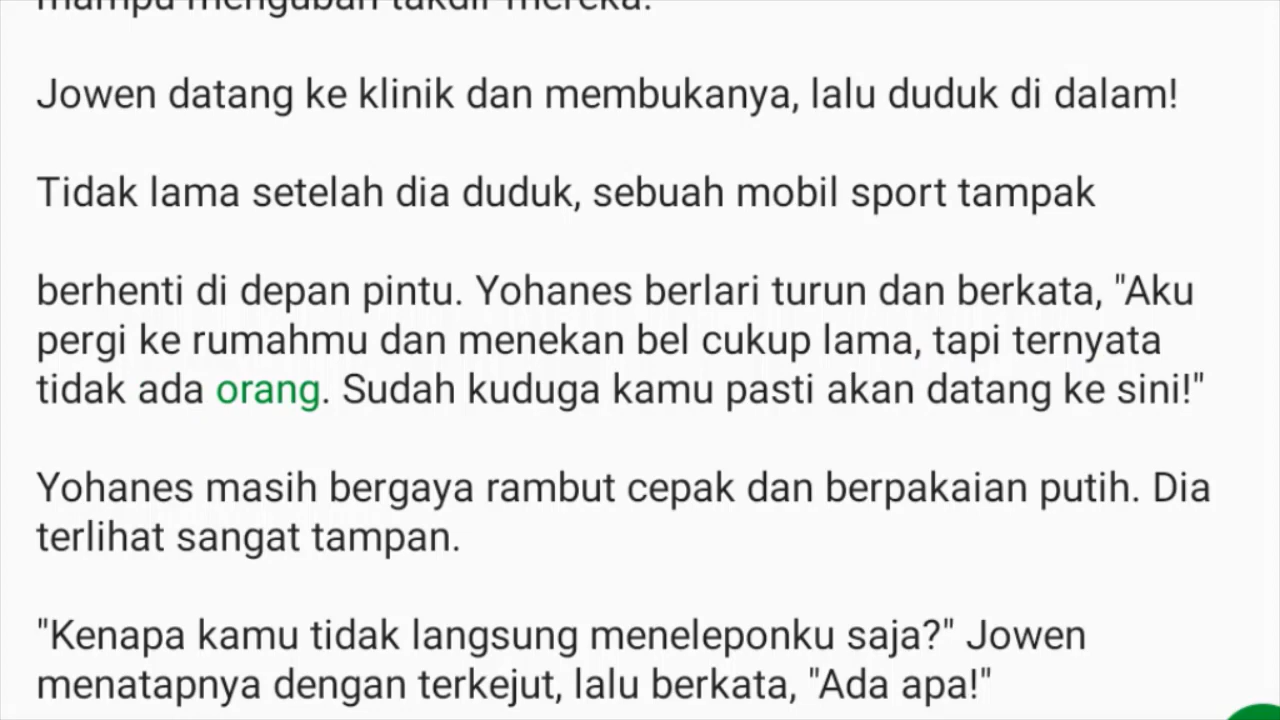 mampu mengubah takdir mereka.
Jowen datang ke klinik dan membukanya, lalu duduk di dalam!
Tidak lama setelah dia duduk, sebuah mobil sport tampak
berhenti di depan pintu. Yohanes berlari turun dan berkata, "Aku
pergi ke rumahmu dan menekan bel cukup lama, tapi ternyata
tidak ada orang. Sudah kuduga kamu pasti akan datang ke sini!"
Yohanes masih bergaya rambut cepak dan berpakaian putih. Dia
terlihat sangat tampan.
"Kenapa kamu tidak langsung meneleponku saja?" Jowen
menatapnya dengan terkejut, lalu berkata, "Ada apa!"